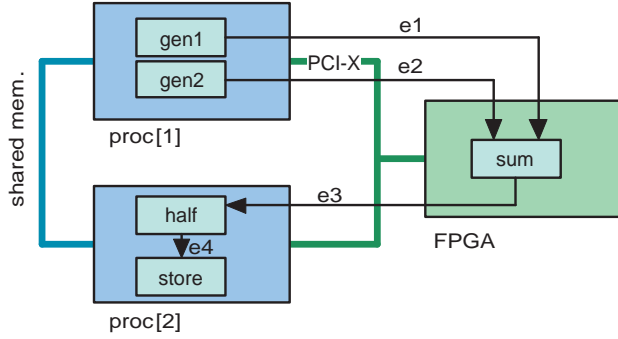 gen1
e1
PCI-X
gen2
e2
shared mem.
proc[1]
sum
e3
half
FPGA
e4
store
proc[2]